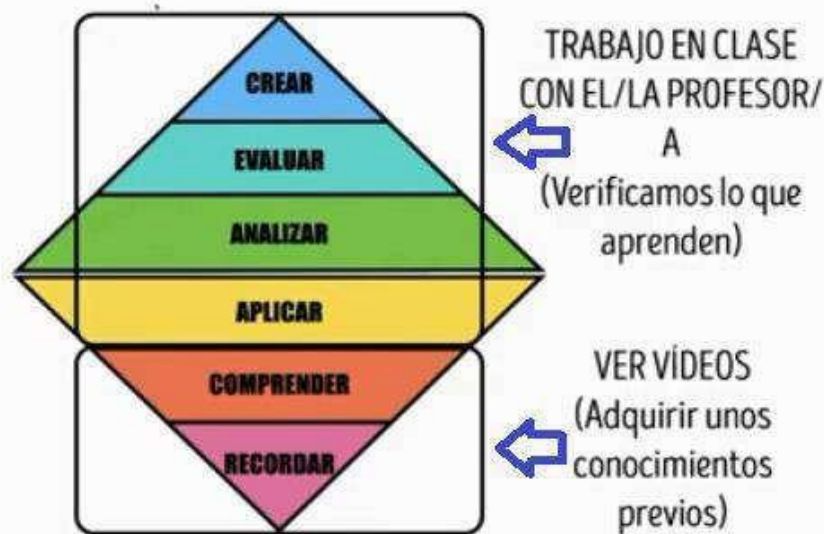 CREAR
EVALUAR
ANALIZAR
APLICAR
COMPRENDER
RECORDAR
TRABAJO EN CLASE
CON EL/LA PROFESOR/
A
(Verificamos lo que
aprenden)
VER VÍDEOS
(Adquirir unos
conocimientos
previos)